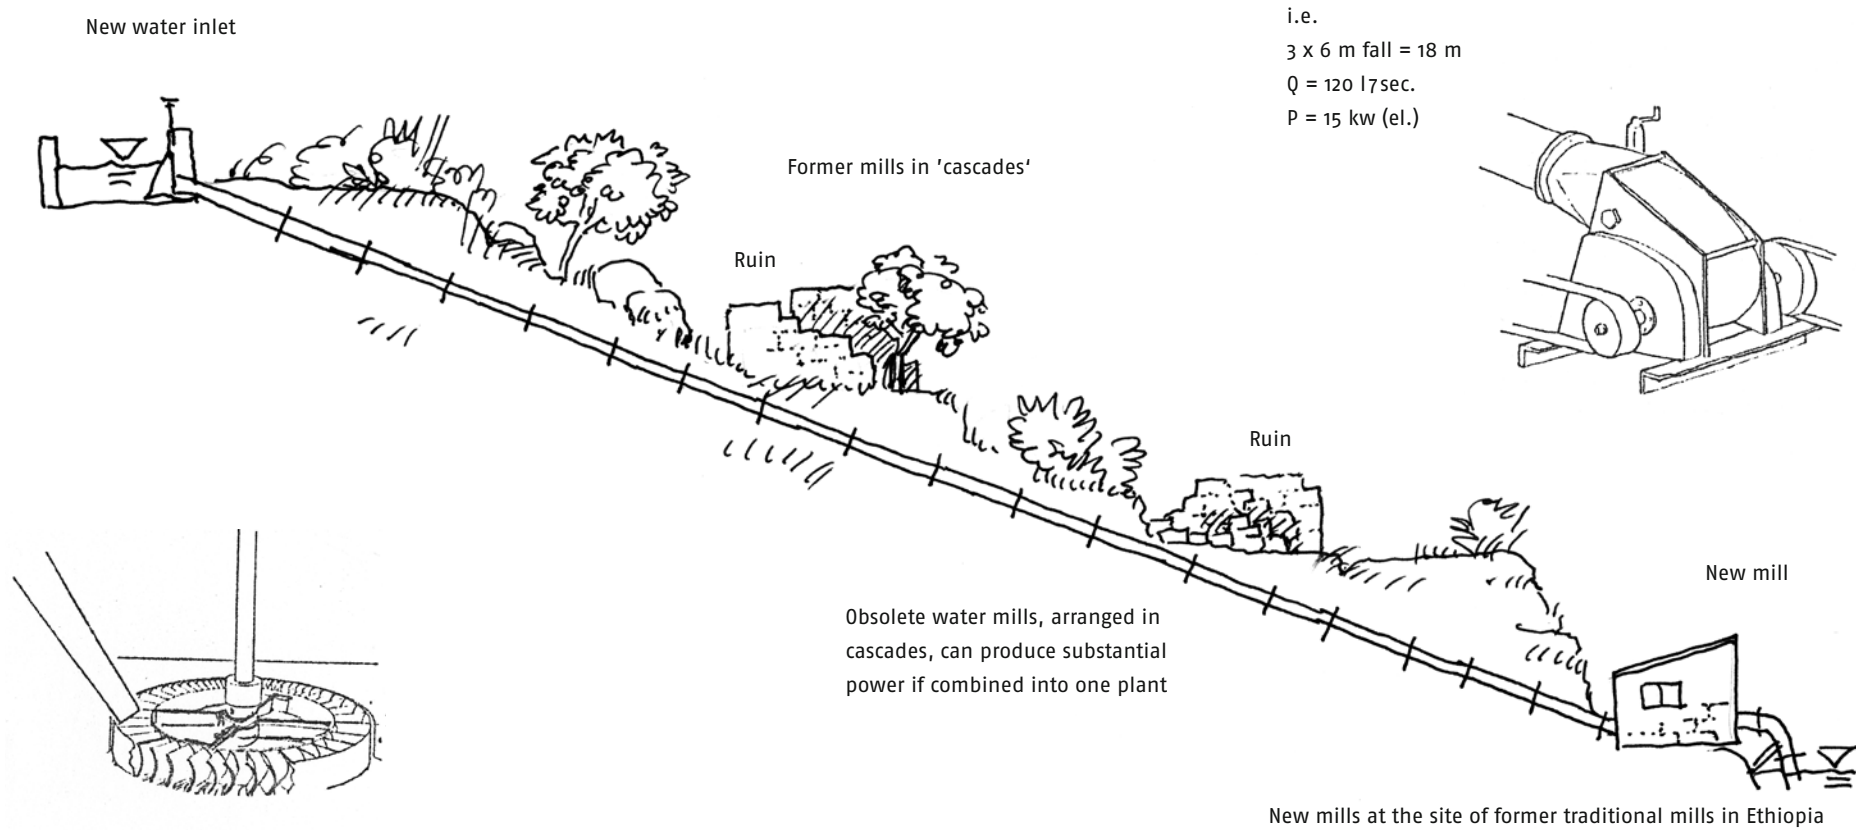 New water inlet
i.e.
3 x 6 m fall = 18 m
Q = 120 l7sec.
P = 15 kw (el.)
Former mills in ’cascades‘
Ruin
Ruin
New mill
Obsolete water mills, arranged in
cascades, can produce substantial
power if combined into one plant
New mills at the site of former traditional mills in Ethiopia